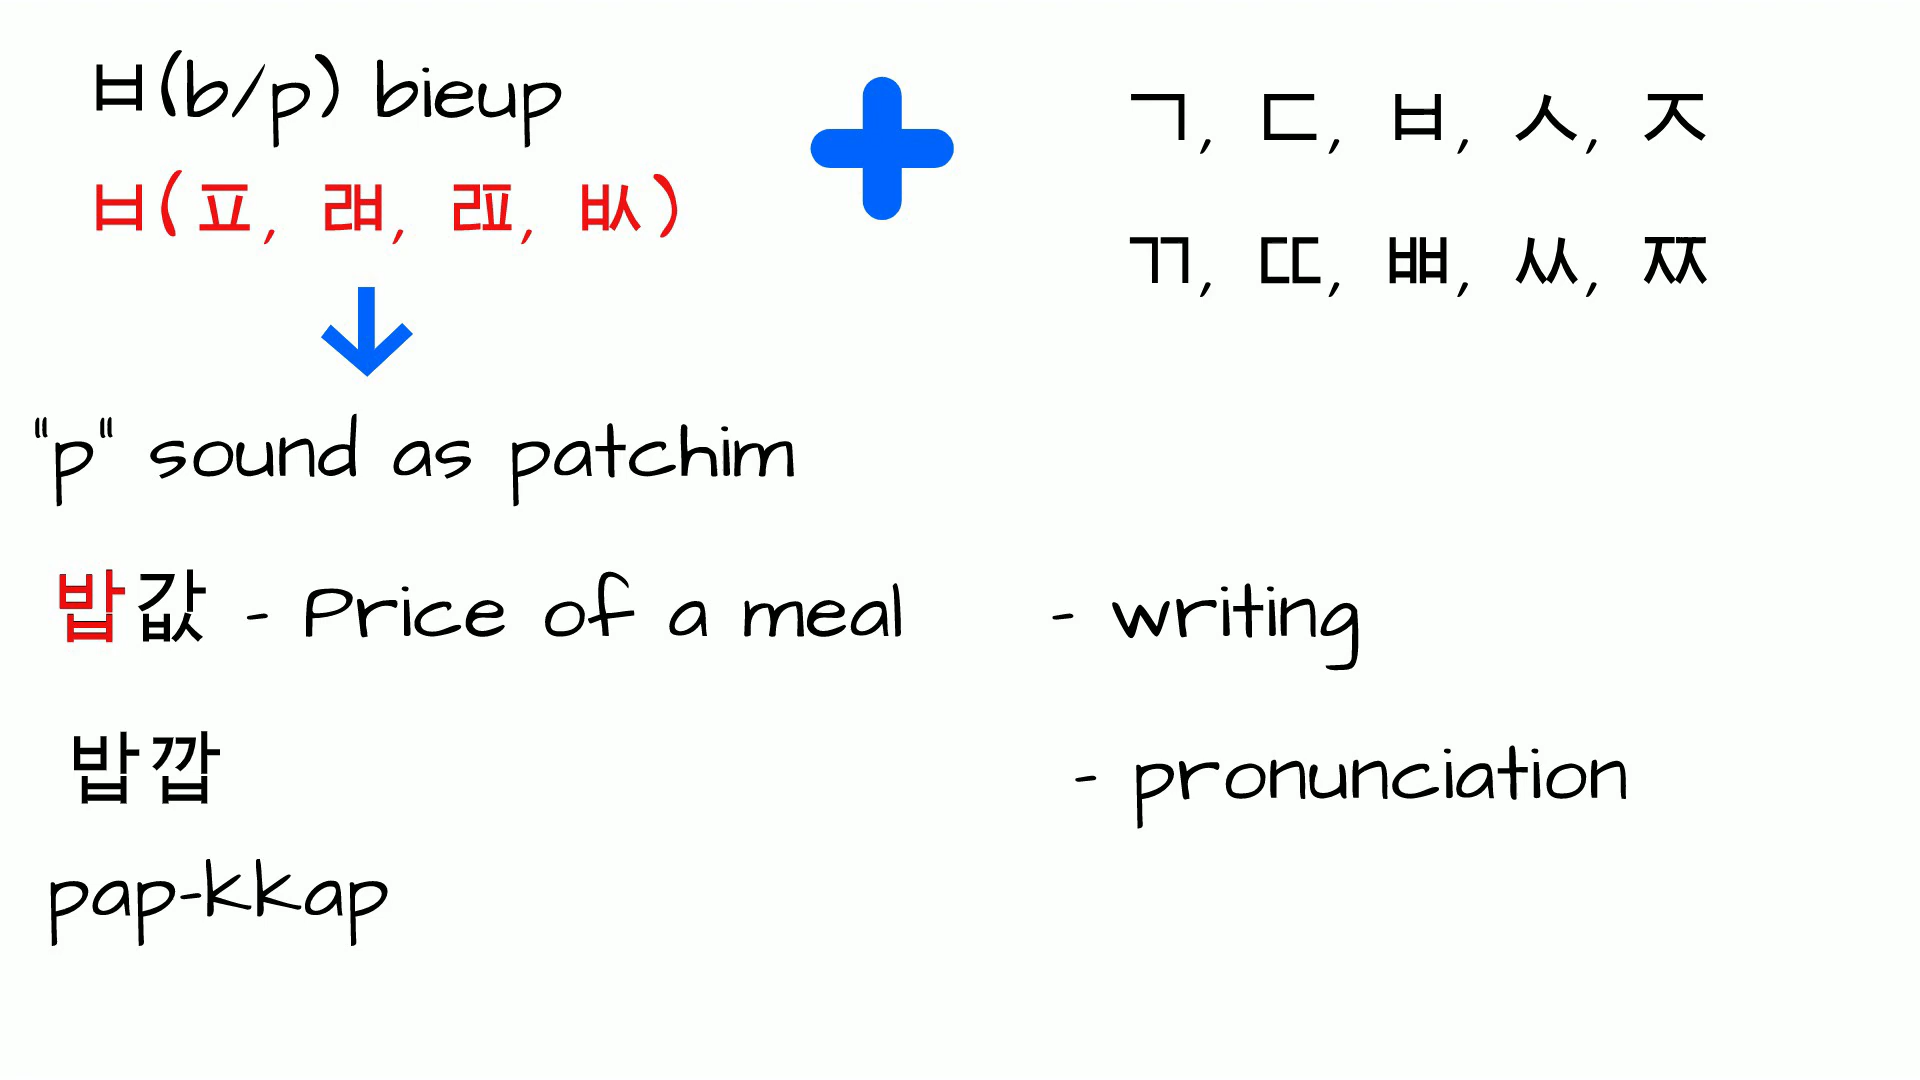 ㅂ(b/p) bieup
ㅂ(ㅍ, ㄼ, ㄿ, ㅄ)
+
ㄱ, ㄷ, ㅂ, ㅅ, ㅈ
ㄲ, ㄸ, ㅃ, ㅆ, ㅉ
"p" sound as patchim
밥값 - Price of a meal - writing
밥깝 - pronunciation
pap-kkap